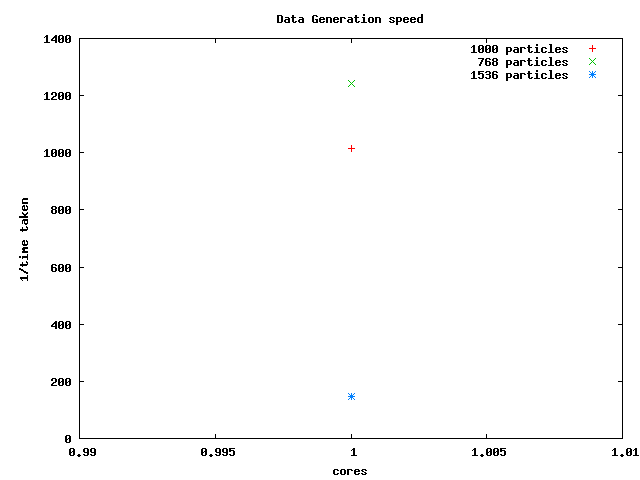 Data Generation speed
1400
1000 particles
768 particles
1536 particles
1200
1000
800
1/time taken
600
400
200
0
0.99 0.995 1 1.005 1.01
cores